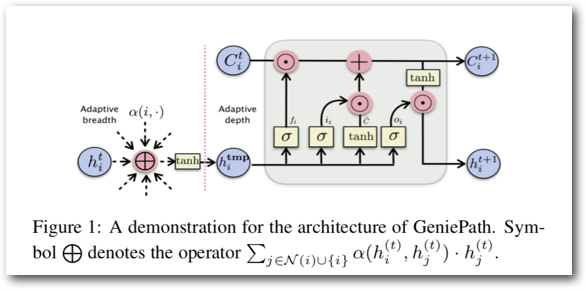 C_i^t
C_i^{t+1}
tanh
Adaptive breadth
α(i, ·)
Adaptive depth
f_i
i_i
C̃
o_i
σ
σ
tanh
σ
h_i^t
tanh
h_i^{tmp}
h_i^{t+1}
Figure 1: A demonstration for the architecture of GeniePath. Sym-
bol ⊕ denotes the operator ∑_{j∈N(i)∪{i}} α(h_i^{(t)}, h_j^{(t)}) · h_j^{(t)}.